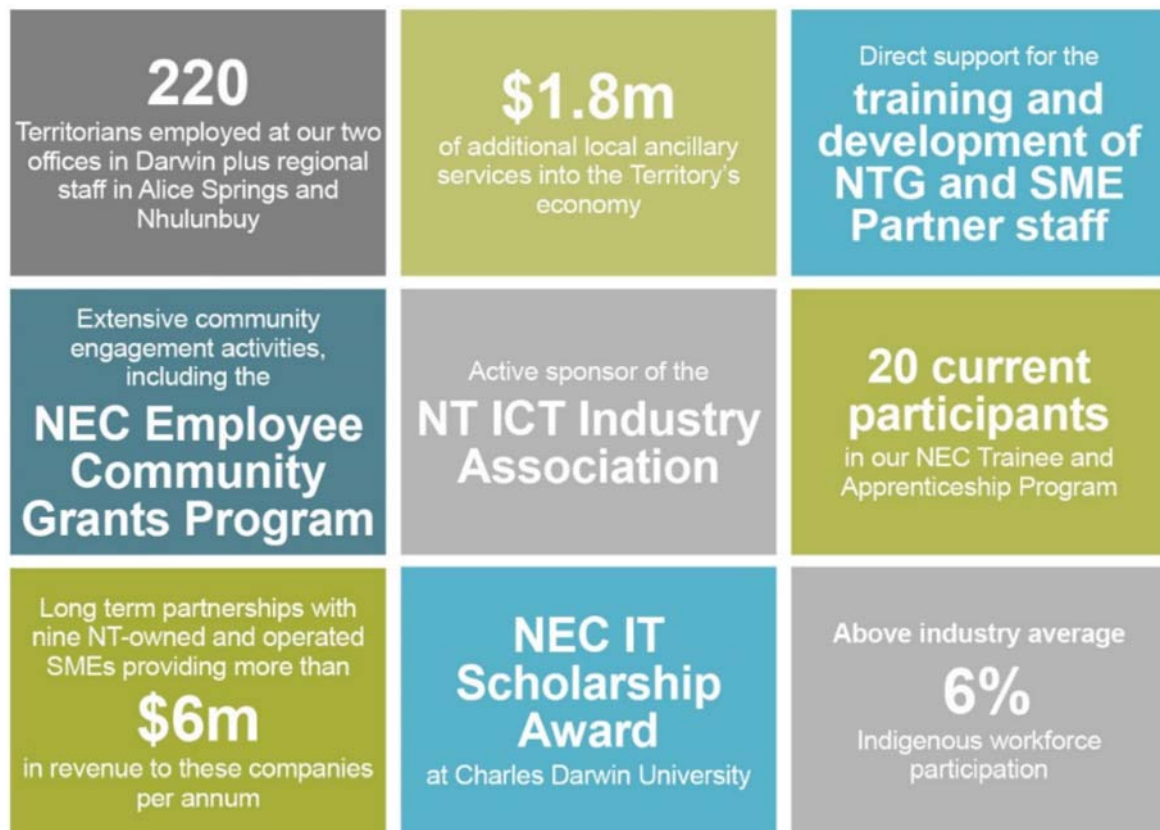 220
Territorians employed at our two
offices in Darwin plus regional
staff in Alice Springs and
Nhulunbuy
$1.8m
of additional local ancillary
services into the Territory's
economy
Direct support for the
training and
development of
NTG and SME
Partner staff
Extensive community
engagement activities,
including the
NEC Employee
Community
Grants Program
Active sponsor of the
NT ICT Industry
Association
20 current
participants
in our NEC Trainee and
Apprenticeship Program
Long term partnerships with
nine NT-owned and operated
SMEs providing more than
$6m
in revenue to these companies
per annum
NEC IT
Scholarship
Award
at Charles Darwin University
Above industry average
6%
Indigenous workforce
participation